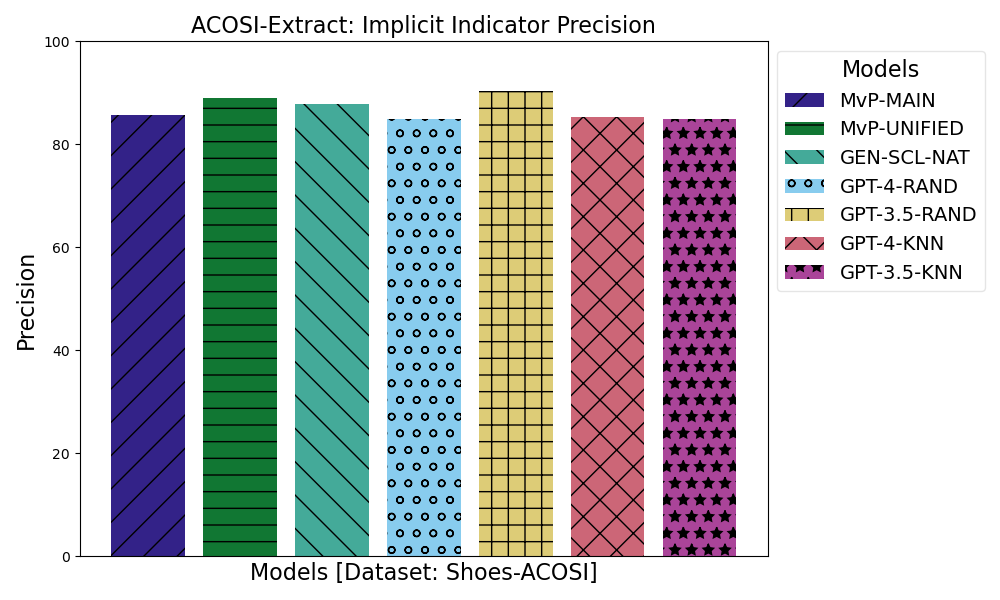 ACOSI-Extract: Implicit Indicator Precision
100
80
60
40
20
0
Precision
Models [Dataset: Shoes-ACOSI]
Models
MvP-MAIN
MvP-UNIFIED
GEN-SCL-NAT
GPT-4-RAND
GPT-3.5-RAND
GPT-4-KNN
GPT-3.5-KNN